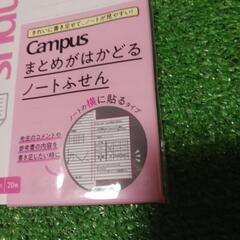 きれいに書き足せて、ノートが見やすい!
Campus
まとめがはかどる
ノートふせん
ノートの横に貼るタイプ
先生のコメントや
参考書の内容を
書き足したい時に
20枚